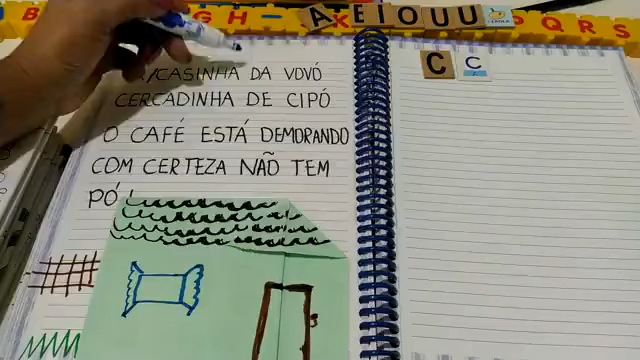 B G H
A E I O U U
Q R S
C C
CASINHA DA VOVÓ
CERCADINHA DE CIPÓ
O CAFÉ ESTÁ DEMORANDO
COM CERTEZA NÃO TEM
PÓ!